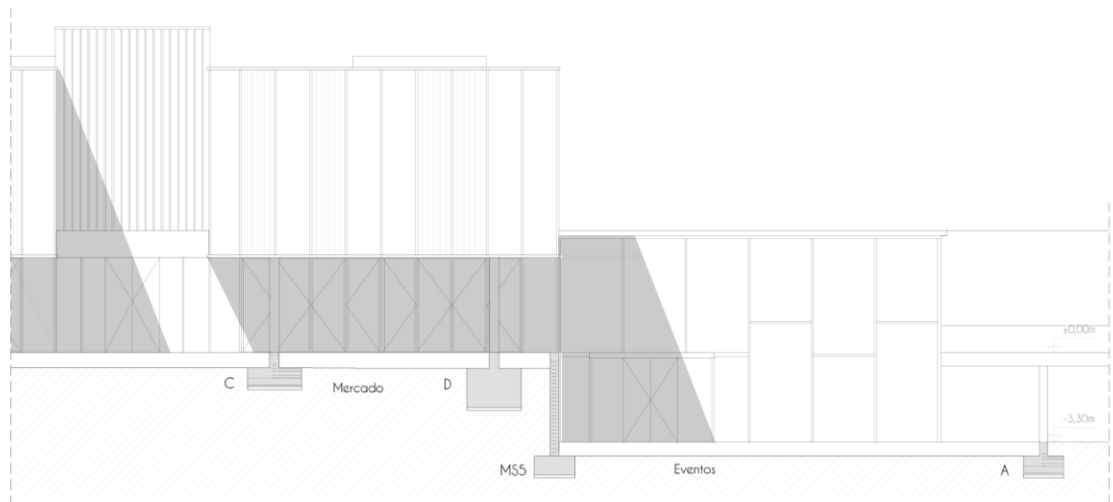 ±0,00m
C
Mercado
D
-3,30m
MS5
Eventos
A